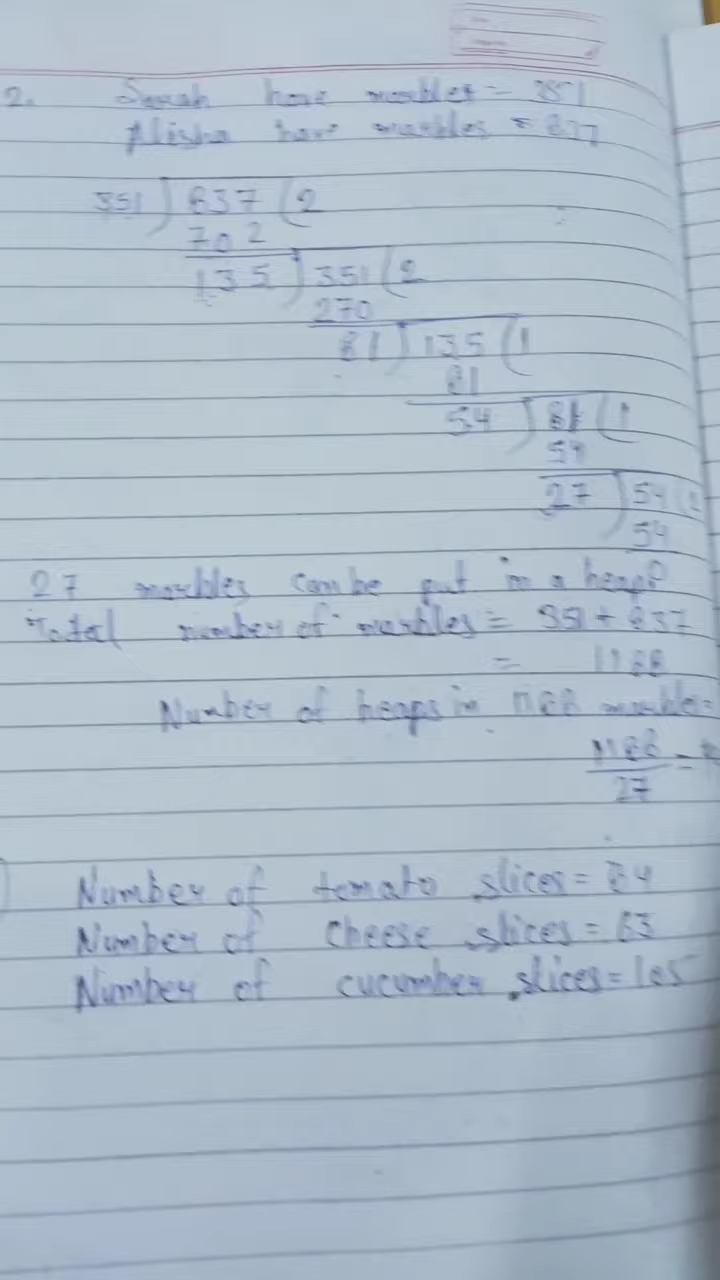 2. Sarah have marbles = 351
Alisha have marbles = 837
351 ) 837 ( 2
702
135 ) 351 ( 2
270
81 ) 135 ( 1
81
54 ) 81 ( 1
54
27 ) 54 (
54
27 marbles can be put in a heap
Total number of marbles = 351 + 837
= 1188
Number of heaps in 1188 marbles =
1188
27 =
Number of tomato slices = 84
Number of cheese slices = 63
Number of cucumber slices = 105